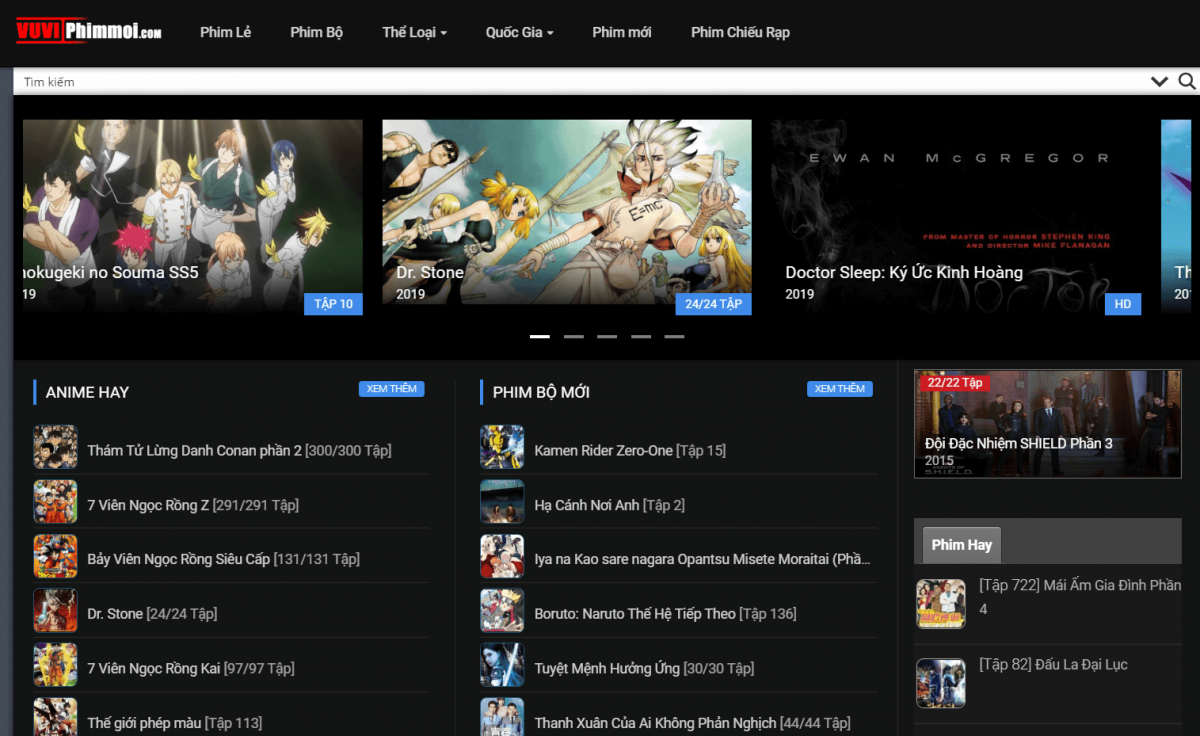 VUVIPhimmoi.COM
Phim Lẻ
Phim Bộ
Thể Loại
Quốc Gia
Phim mới
Phim Chiếu Rạp
Tìm kiếm
E=mc
EWAN McGREGOR
FROM MASTER OF HORROR STEPHEN KING
AND DIRECTOR MIKE FLANAGAN
hokugeki no Souma SS5
19
TẬP 10
Dr. Stone
2019
24/24 TẬP
Doctor Sleep: Ký Ức Kinh Hoàng
2019
HD
Th
201
ANIME HAY
XEM THÊM
Thám Tử Lừng Danh Conan phần 2 [300/300 Tập]
7 Viên Ngọc Rồng Z [291/291 Tập]
Bảy Viên Ngọc Rồng Siêu Cấp [131/131 Tập]
Dr. Stone [24/24 Tập]
7 Viên Ngọc Rồng Kai [97/97 Tập]
Thế giới phép màu [Tập 113]
PHIM BỘ MỚI
XEM THÊM
Kamen Rider Zero-One [Tập 15]
Hạ Cánh Nơi Anh [Tập 2]
Iya na Kao sare nagara Opantsu Misete Moraitai (Phầ...
Boruto: Naruto Thế Hệ Tiếp Theo [Tập 136]
Tuyệt Mệnh Hưởng Ứng [30/30 Tập]
Thanh Xuân Của Ai Không Phản Nghịch [44/44 Tập]
22/22 Tập
Đội Đặc Nhiệm SHIELD Phần 3
2015
S.H.I.E.L.D.
Phim Hay
[Tập 722] Mái Ấm Gia Đình Phần
4
[Tập 82] Đấu La Đại Lục